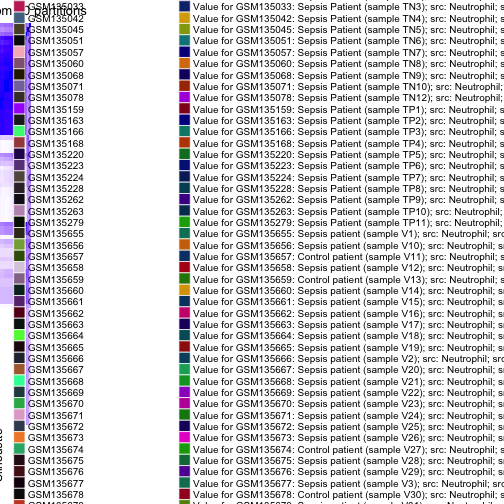 partitions
GSM135033 Value for GSM135033: Sepsis Patient (sample TN3); src: Neutrophil; s
GSM135042 Value for GSM135042: Sepsis Patient (sample TN4); src: Neutrophil; s
GSM135045 Value for GSM135045: Sepsis Patient (sample TN5); src: Neutrophil; s
GSM135051 Value for GSM135051: Sepsis Patient (sample TN6); src: Neutrophil; s
GSM135057 Value for GSM135057: Sepsis Patient (sample TN7); src: Neutrophil; s
GSM135060 Value for GSM135060: Sepsis Patient (sample TN8); src: Neutrophil; s
GSM135068 Value for GSM135068: Sepsis Patient (sample TN9); src: Neutrophil; s
GSM135071 Value for GSM135071: Sepsis Patient (sample TN10); src: Neutrophil;
GSM135078 Value for GSM135078: Sepsis Patient (sample TN12); src: Neutrophil;
GSM135159 Value for GSM135159: Sepsis Patient (sample TP1); src: Neutrophil; s
GSM135163 Value for GSM135163: Sepsis Patient (sample TP2); src: Neutrophil; s
GSM135166 Value for GSM135166: Sepsis Patient (sample TP3); src: Neutrophil; s
GSM135168 Value for GSM135168: Sepsis Patient (sample TP4); src: Neutrophil; s
GSM135220 Value for GSM135220: Sepsis Patient (sample TP5); src: Neutrophil; s
GSM135223 Value for GSM135223: Sepsis Patient (sample TP6); src: Neutrophil; s
GSM135224 Value for GSM135224: Sepsis Patient (sample TP7); src: Neutrophil; s
GSM135228 Value for GSM135228: Sepsis Patient (sample TP8); src: Neutrophil; s
GSM135262 Value for GSM135262: Sepsis Patient (sample TP9); src: Neutrophil; s
GSM135263 Value for GSM135263: Sepsis Patient (sample TP10); src: Neutrophil;
GSM135279 Value for GSM135279: Sepsis Patient (sample TP11); src: Neutrophil;
GSM135655 Value for GSM135655: Sepsis patient (sample V1); src: Neutrophil; src
GSM135656 Value for GSM135656: Sepsis patient (sample V10); src: Neutrophil; s
GSM135657 Value for GSM135657: Control patient (sample V11); src: Neutrophil; s
GSM135658 Value for GSM135658: Sepsis patient (sample V12); src: Neutrophil; s
GSM135659 Value for GSM135659: Control patient (sample V13); src: Neutrophil; s
GSM135660 Value for GSM135660: Sepsis patient (sample V14); src: Neutrophil; s
GSM135661 Value for GSM135661: Sepsis patient (sample V15); src: Neutrophil; s
GSM135662 Value for GSM135662: Sepsis patient (sample V16); src: Neutrophil; s
GSM135663 Value for GSM135663: Sepsis patient (sample V17); src: Neutrophil; s
GSM135664 Value for GSM135664: Sepsis patient (sample V18); src: Neutrophil; s
GSM135665 Value for GSM135665: Sepsis patient (sample V19); src: Neutrophil; s
GSM135666 Value for GSM135666: Sepsis patient (sample V2); src: Neutrophil; src
GSM135667 Value for GSM135667: Sepsis patient (sample V20); src: Neutrophil; s
GSM135668 Value for GSM135668: Sepsis patient (sample V21); src: Neutrophil; s
GSM135669 Value for GSM135669: Sepsis patient (sample V22); src: Neutrophil; s
GSM135670 Value for GSM135670: Sepsis patient (sample V23); src: Neutrophil; s
GSM135671 Value for GSM135671: Sepsis patient (sample V24); src: Neutrophil; s
GSM135672 Value for GSM135672: Sepsis patient (sample V25); src: Neutrophil; s
GSM135673 Value for GSM135673: Sepsis patient (sample V26); src: Neutrophil; s
GSM135674 Value for GSM135674: Control patient (sample V27); src: Neutrophil; s
GSM135675 Value for GSM135675: Sepsis patient (sample V28); src: Neutrophil; s
GSM135676 Value for GSM135676: Sepsis patient (sample V29); src: Neutrophil; s
GSM135677 Value for GSM135677: Sepsis patient (sample V3); src: Neutrophil; src
GSM135678 Value for GSM135678: Control patient (sample V30); src: Neutrophil; s